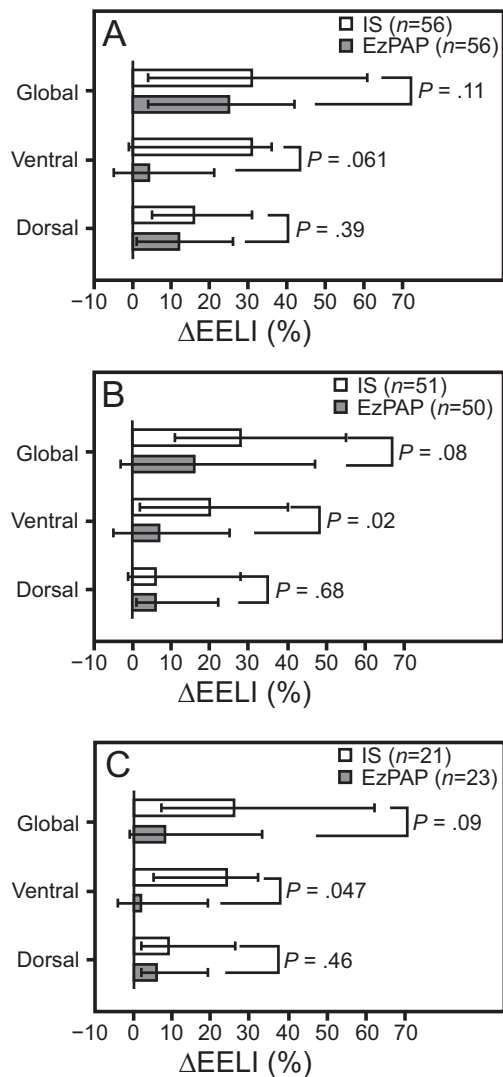 A
IS (n=56)
EzPAP (n=56)
Global
P = .11
Ventral
P = .061
Dorsal
P = .39
−10 0 10 20 30 40 50 60 70
ΔEELI (%)
B
IS (n=51)
EzPAP (n=50)
Global
P = .08
Ventral
P = .02
Dorsal
P = .68
−10 0 10 20 30 40 50 60 70
ΔEELI (%)
C
IS (n=21)
EzPAP (n=23)
Global
P = .09
Ventral
P = .047
Dorsal
P = .46
−10 0 10 20 30 40 50 60 70
ΔEELI (%)